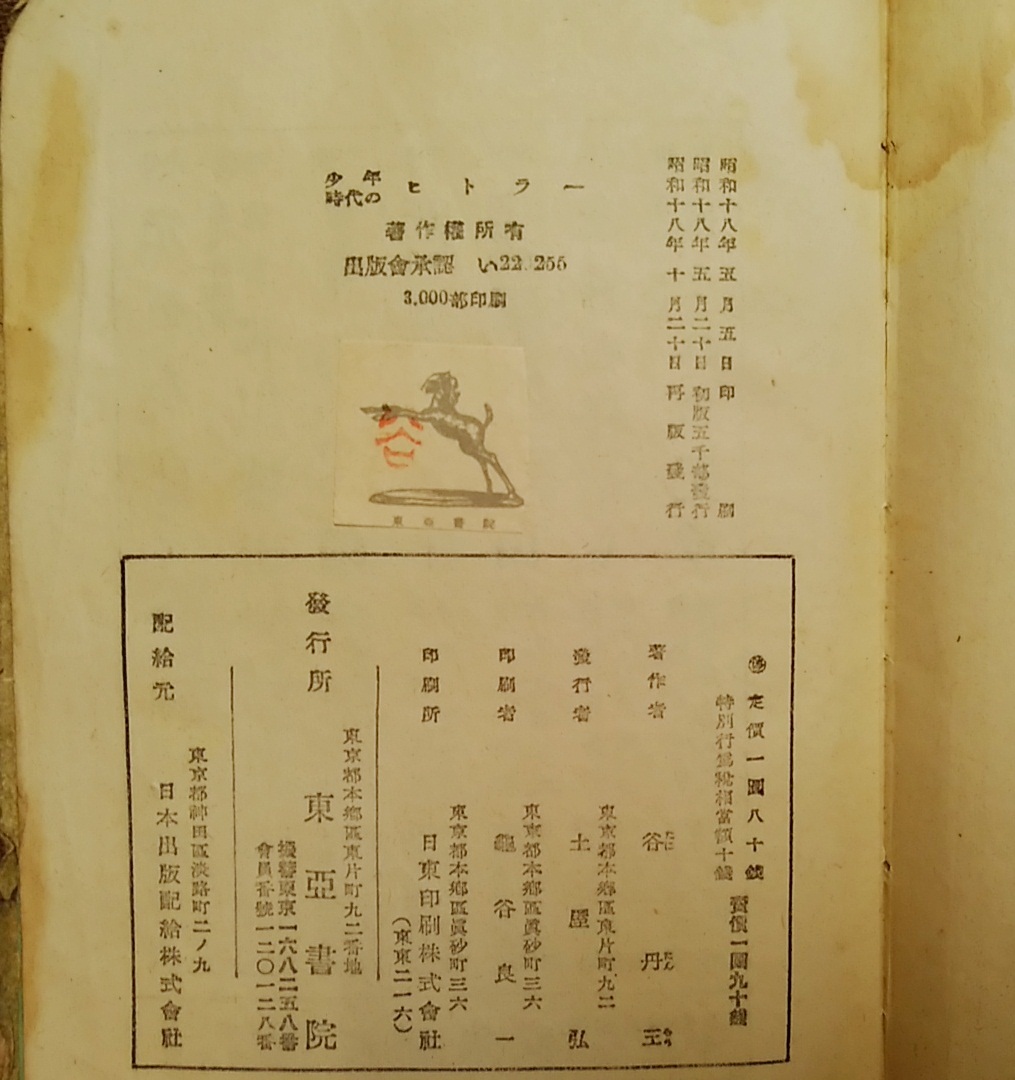 昭和十八年五月五日印刷
昭和十八年五月二十日初版五千部發行
昭和十八年十月二十日再版發行
少年時代のヒトラー
著作權所有
出版會承認 い22.255
3,000部印刷
谷
東亞書院
定價一圓八十錢
特別行爲稅相當額十錢
賣價一圓九十錢
著作者 谷丹王
發行者 東京都本鄕區東片町九二
土屋弘
印刷者 東京都本鄕區眞砂町三六
龜谷良一
印刷所 東京都本鄕區眞砂町三六
日東印刷株式會社
(東東二一六)
發行所 東京都本鄕區東片町九二番地
東亞書院
振替東京一六八二五八番
會員番號一二〇一二八番
配給元 東京都神田區淡路町二ノ九
日本出版配給株式會社